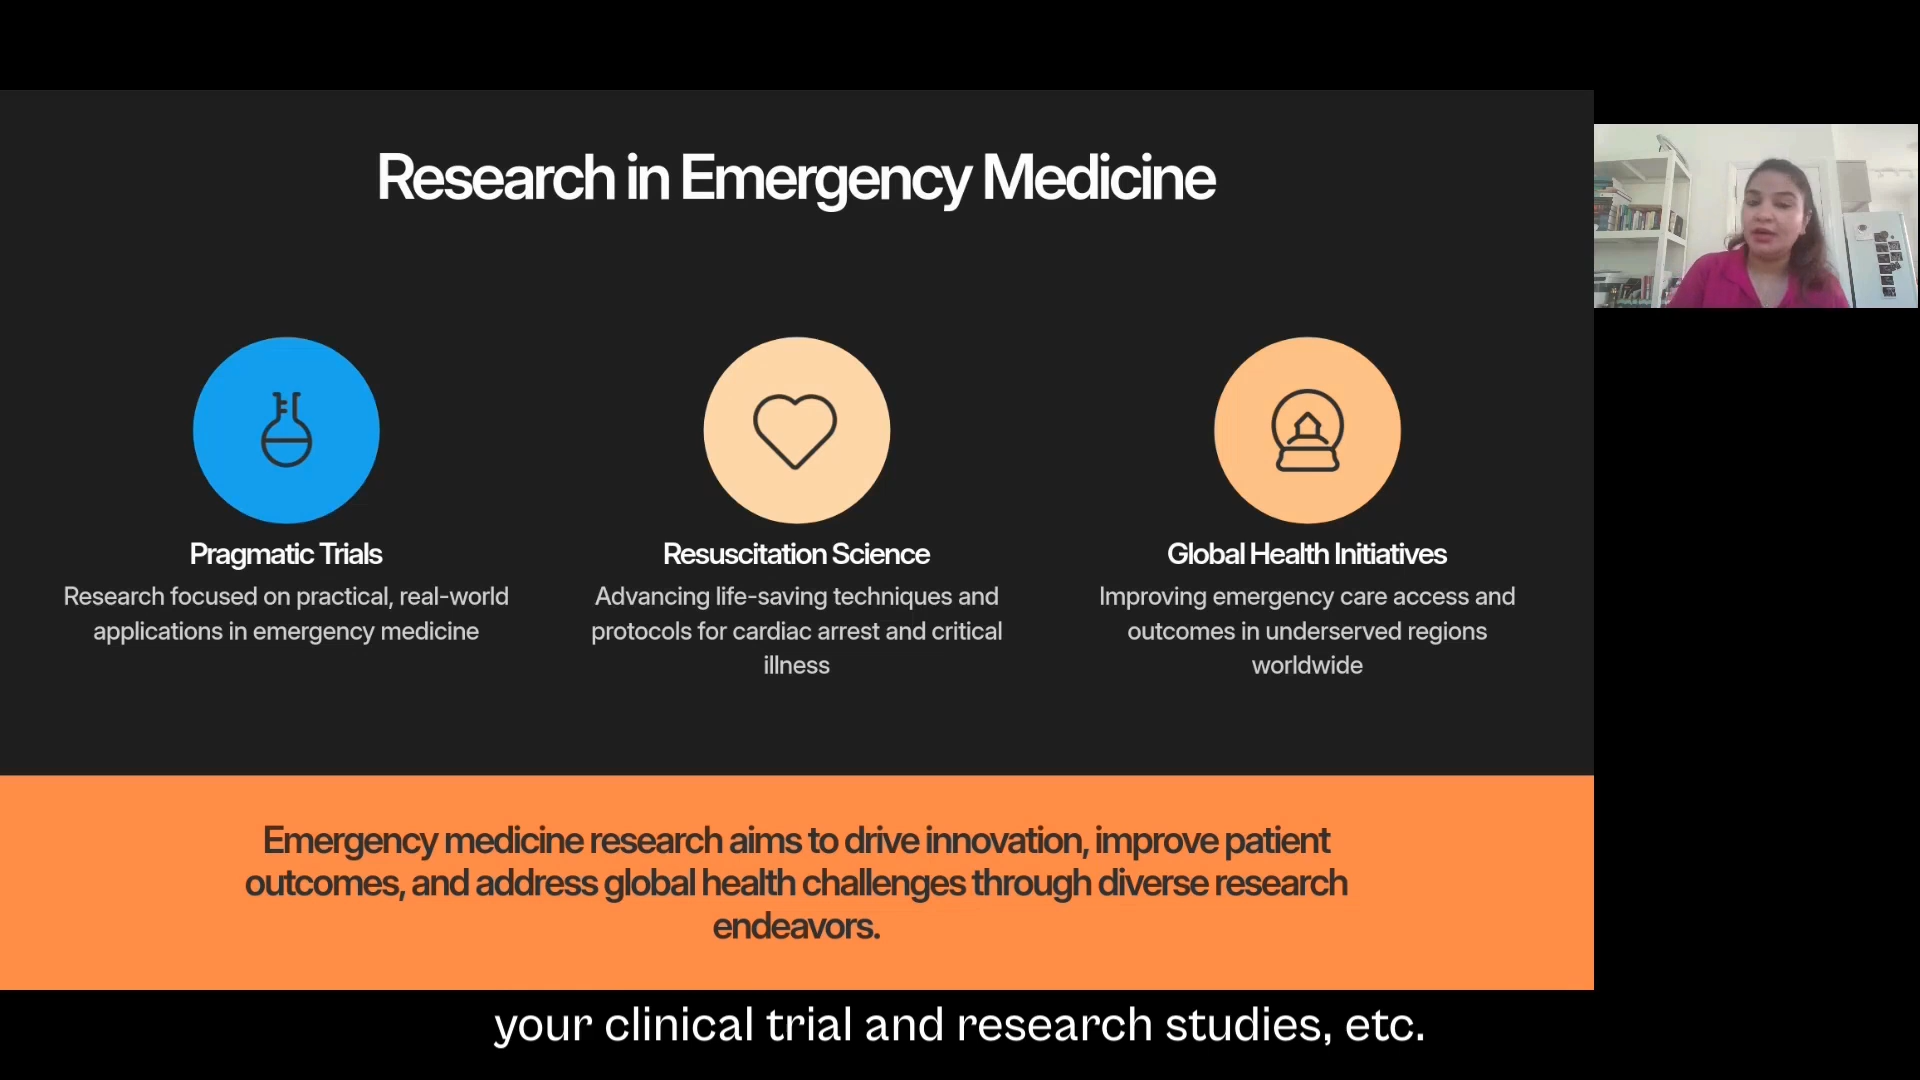 Research in Emergency Medicine
Pragmatic Trials
Research focused on practical, real-world
applications in emergency medicine
Resuscitation Science
Advancing life-saving techniques and
protocols for cardiac arrest and critical
illness
Global Health Initiatives
Improving emergency care access and
outcomes in underserved regions
worldwide
Emergency medicine research aims to drive innovation, improve patient
outcomes, and address global health challenges through diverse research
endeavors.
your clinical trial and research studies, etc.